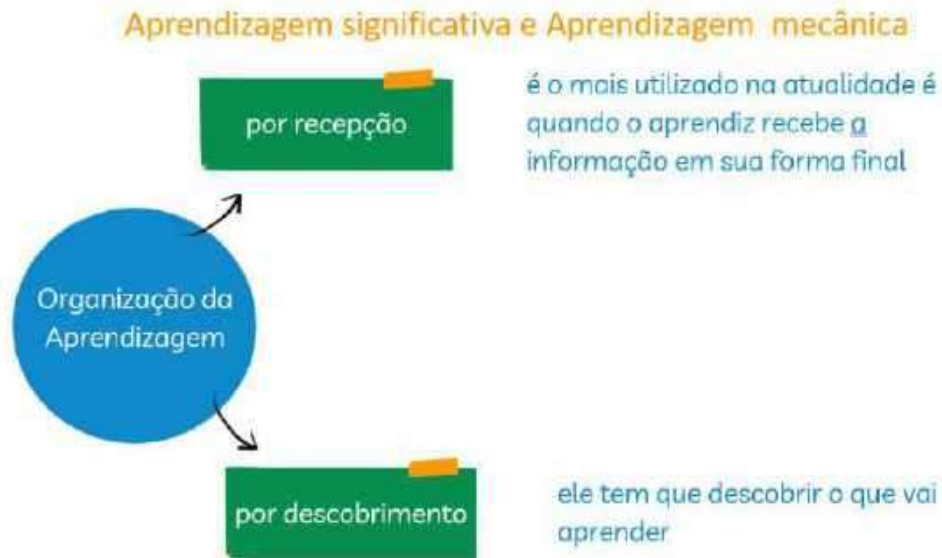 Aprendizagem significativa e Aprendizagem mecânica
por recepção
é o mais utilizado na atualidade é
quando o aprendiz recebe a
informação em sua forma final
Organização da
Aprendizagem
por descobrimento
ele tem que descobrir o que vai
aprender